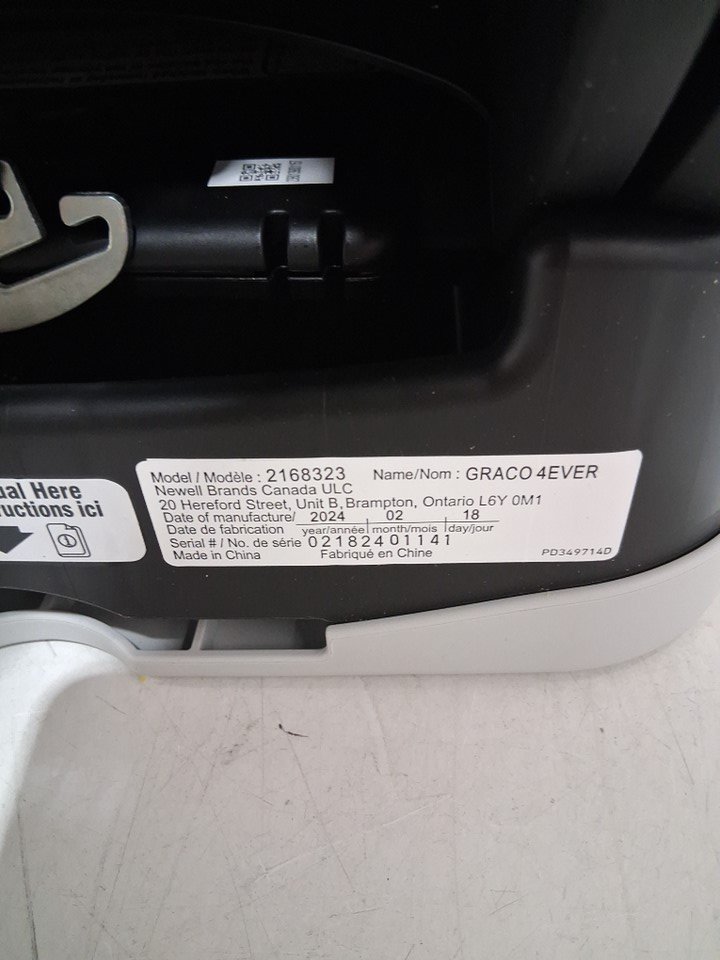 ual Here
ructions ici
Model / Modèle : 2168323 Name/Nom : GRACO 4EVER
Newell Brands Canada ULC
20 Hereford Street, Unit B, Brampton, Ontario L6Y 0M1
Date of manufacture/ 2024 02 18
Date de fabrication year/année month/mois day/jour
Serial # / No. de série 02182401141
Made in China Fabriqué en Chine PD349714D